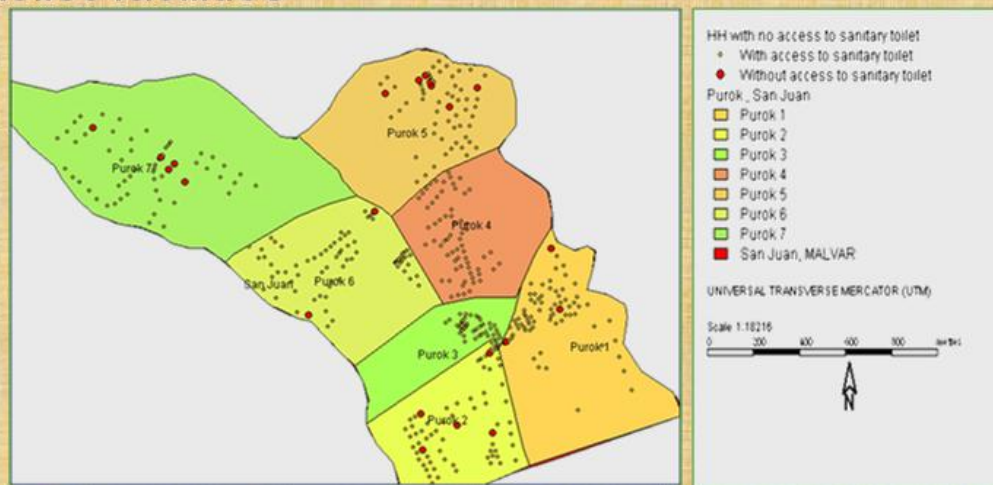 Purok 5
Purok 7
Purok 4
San Juan
Purok 6
Purok 3
Purok 1
Purok 2
HH with no access to sanitary toilet
With access to sanitary toilet
Without access to sanitary toilet
Purok_San Juan
Purok 1
Purok 2
Purok 3
Purok 4
Purok 5
Purok 6
Purok 7
San Juan, MALVAR
UNIVERSAL TRANSVERSE MERCATOR (UTM)
Scale 1:18216
0 200 400 600 800
N